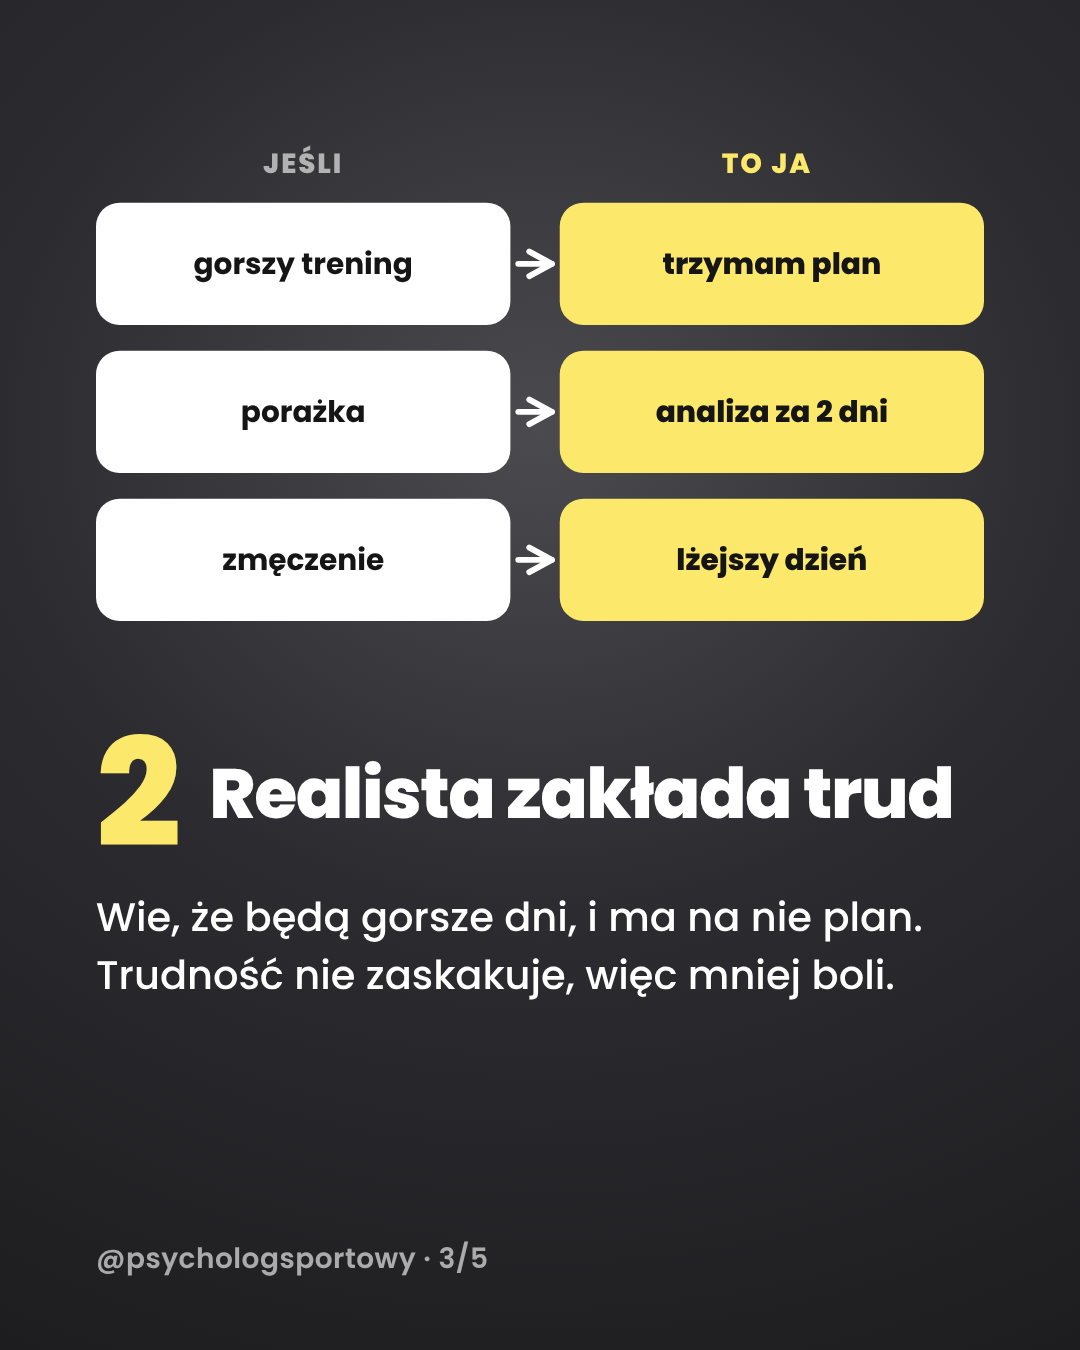 JEŚLI TO JA
gorszy trening → trzymam plan
porażka → analiza za 2 dni
zmęczenie → lżejszy dzień
2 Realista zakłada trud
Wie, że będą gorsze dni, i ma na nie plan.
Trudność nie zaskakuje, więc mniej boli.
@psychologsportowy · 3/5